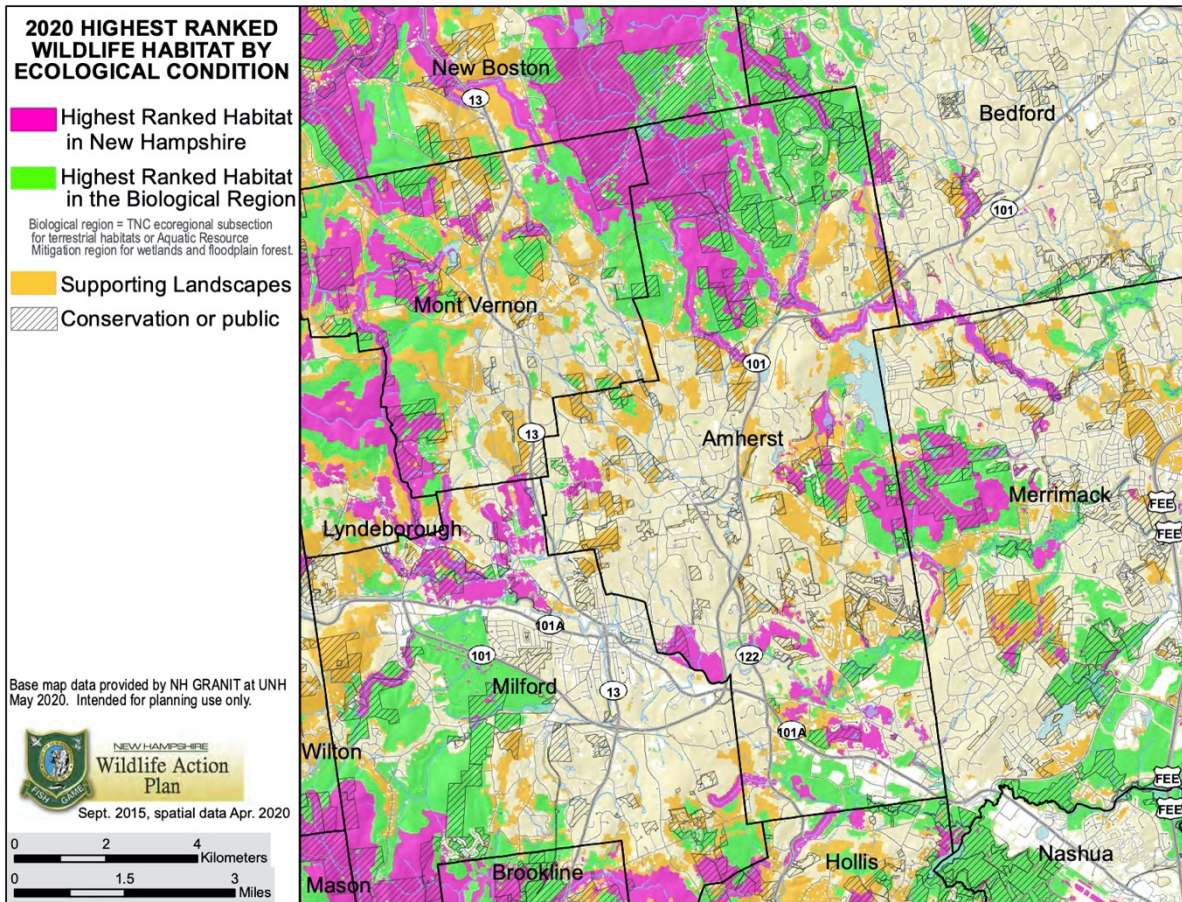 2020 HIGHEST RANKED
WILDLIFE HABITAT BY
ECOLOGICAL CONDITION
Highest Ranked Habitat
in New Hampshire
Highest Ranked Habitat
in the Biological Region
Biological region = TNC ecoregional subsection
for terrestrial habitats or Aquatic Resource
Mitigation region for wetlands and floodplain forest.
Supporting Landscapes
Conservation or public
Base map data provided by NH GRANIT at UNH
May 2020. Intended for planning use only.
FISH GAME
NEW HAMPSHIRE
Wildlife Action
Plan
Sept. 2015, spatial data Apr. 2020
0 2 4
Kilometers
0 1.5 3
Miles
New Boston
13
Bedford
101
Mont Vernon
101
13
Amherst
Merrimack
FEE
FEE
Lyndeborough
101A
101
122
Milford
13
101A
Wilton
FEE
FEE
Mason
Brookline
Hollis
Nashua